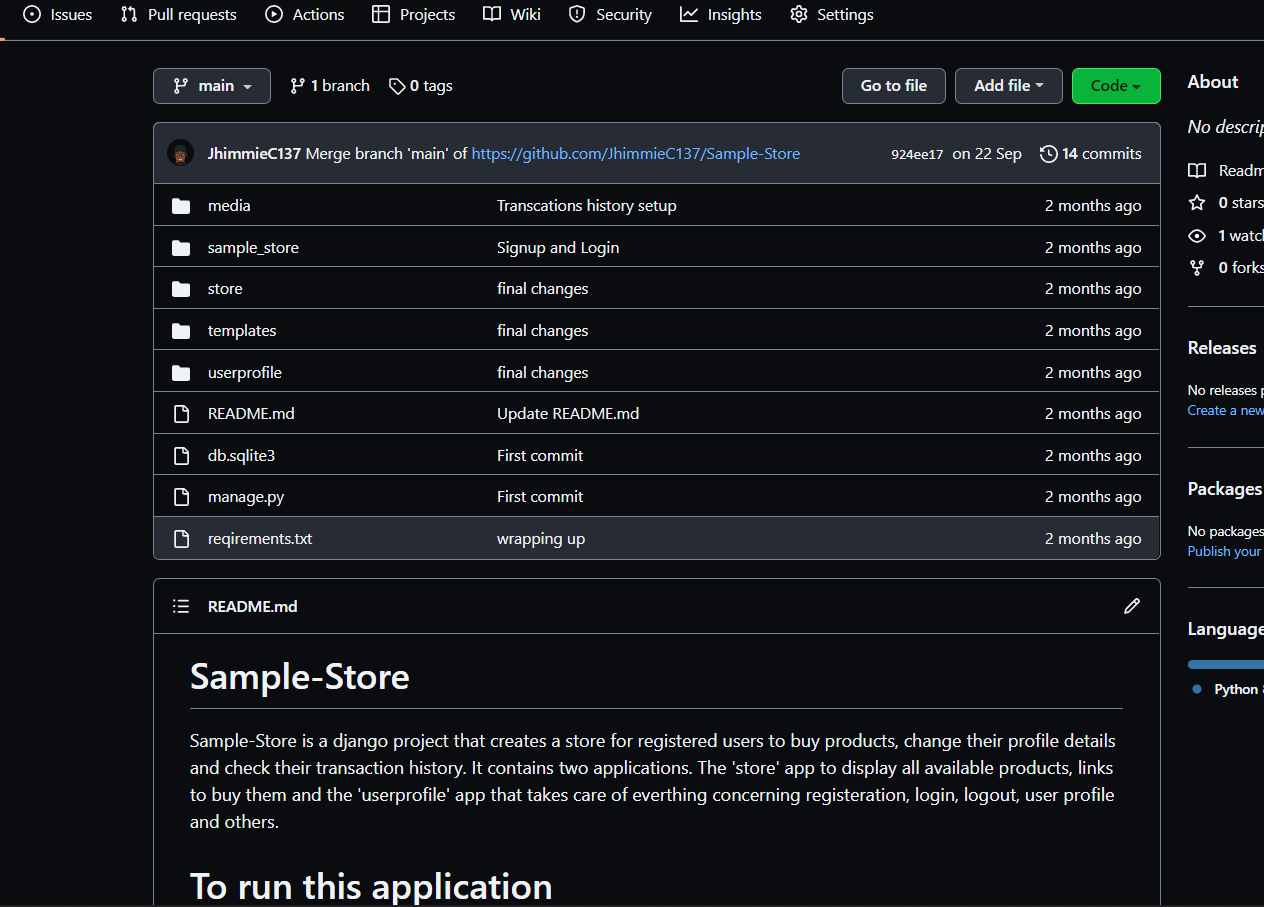 Issues Pull requests Actions Projects Wiki Security Insights Settings
main 1 branch 0 tags Go to file Add file Code
JhimmieC137 Merge branch 'main' of https://github.com/JhimmieC137/Sample-Store 924ee17 on 22 Sep 14 commits
media Transcations history setup 2 months ago
sample_store Signup and Login 2 months ago
store final changes 2 months ago
templates final changes 2 months ago
userprofile final changes 2 months ago
README.md Update README.md 2 months ago
db.sqlite3 First commit 2 months ago
manage.py First commit 2 months ago
reqirements.txt wrapping up 2 months ago
README.md
Sample-Store
Sample-Store is a django project that creates a store for registered users to buy products, change their profile details
and check their transaction history. It contains two applications. The 'store' app to display all available products, links
to buy them and the 'userprofile' app that takes care of everthing concerning registeration, login, logout, user profile
and others.
To run this application
About
No descrip
Readm
0 stars
1 watch
0 forks
Releases
No releases p
Create a new
Packages
No packages
Publish your
Language
Python